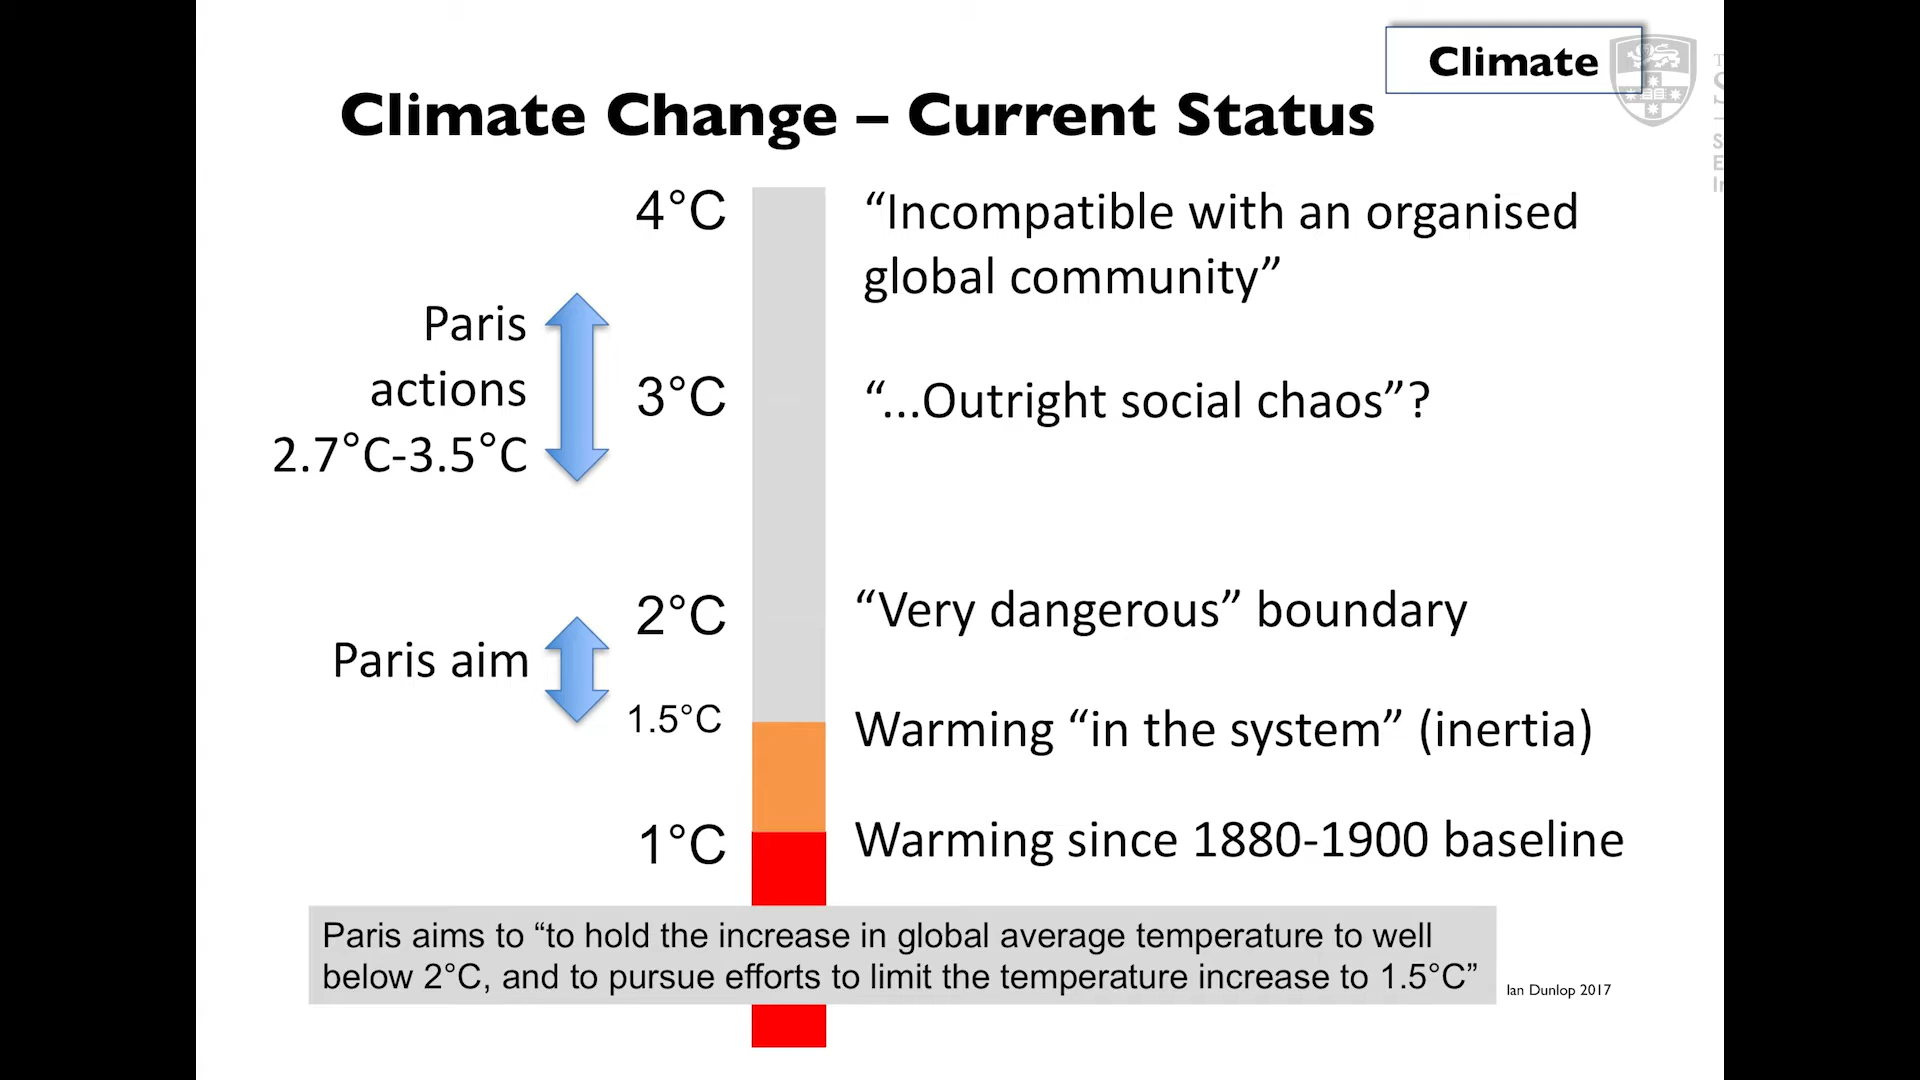 Climate
Climate Change – Current Status
4°C
“Incompatible with an organised
global community”
Paris
actions
2.7°C-3.5°C
3°C
“...Outright social chaos”?
2°C
“Very dangerous” boundary
Paris aim
1.5°C
Warming “in the system” (inertia)
1°C
Warming since 1880-1900 baseline
Paris aims to “to hold the increase in global average temperature to well
below 2°C, and to pursue efforts to limit the temperature increase to 1.5°C”
Ian Dunlop 2017